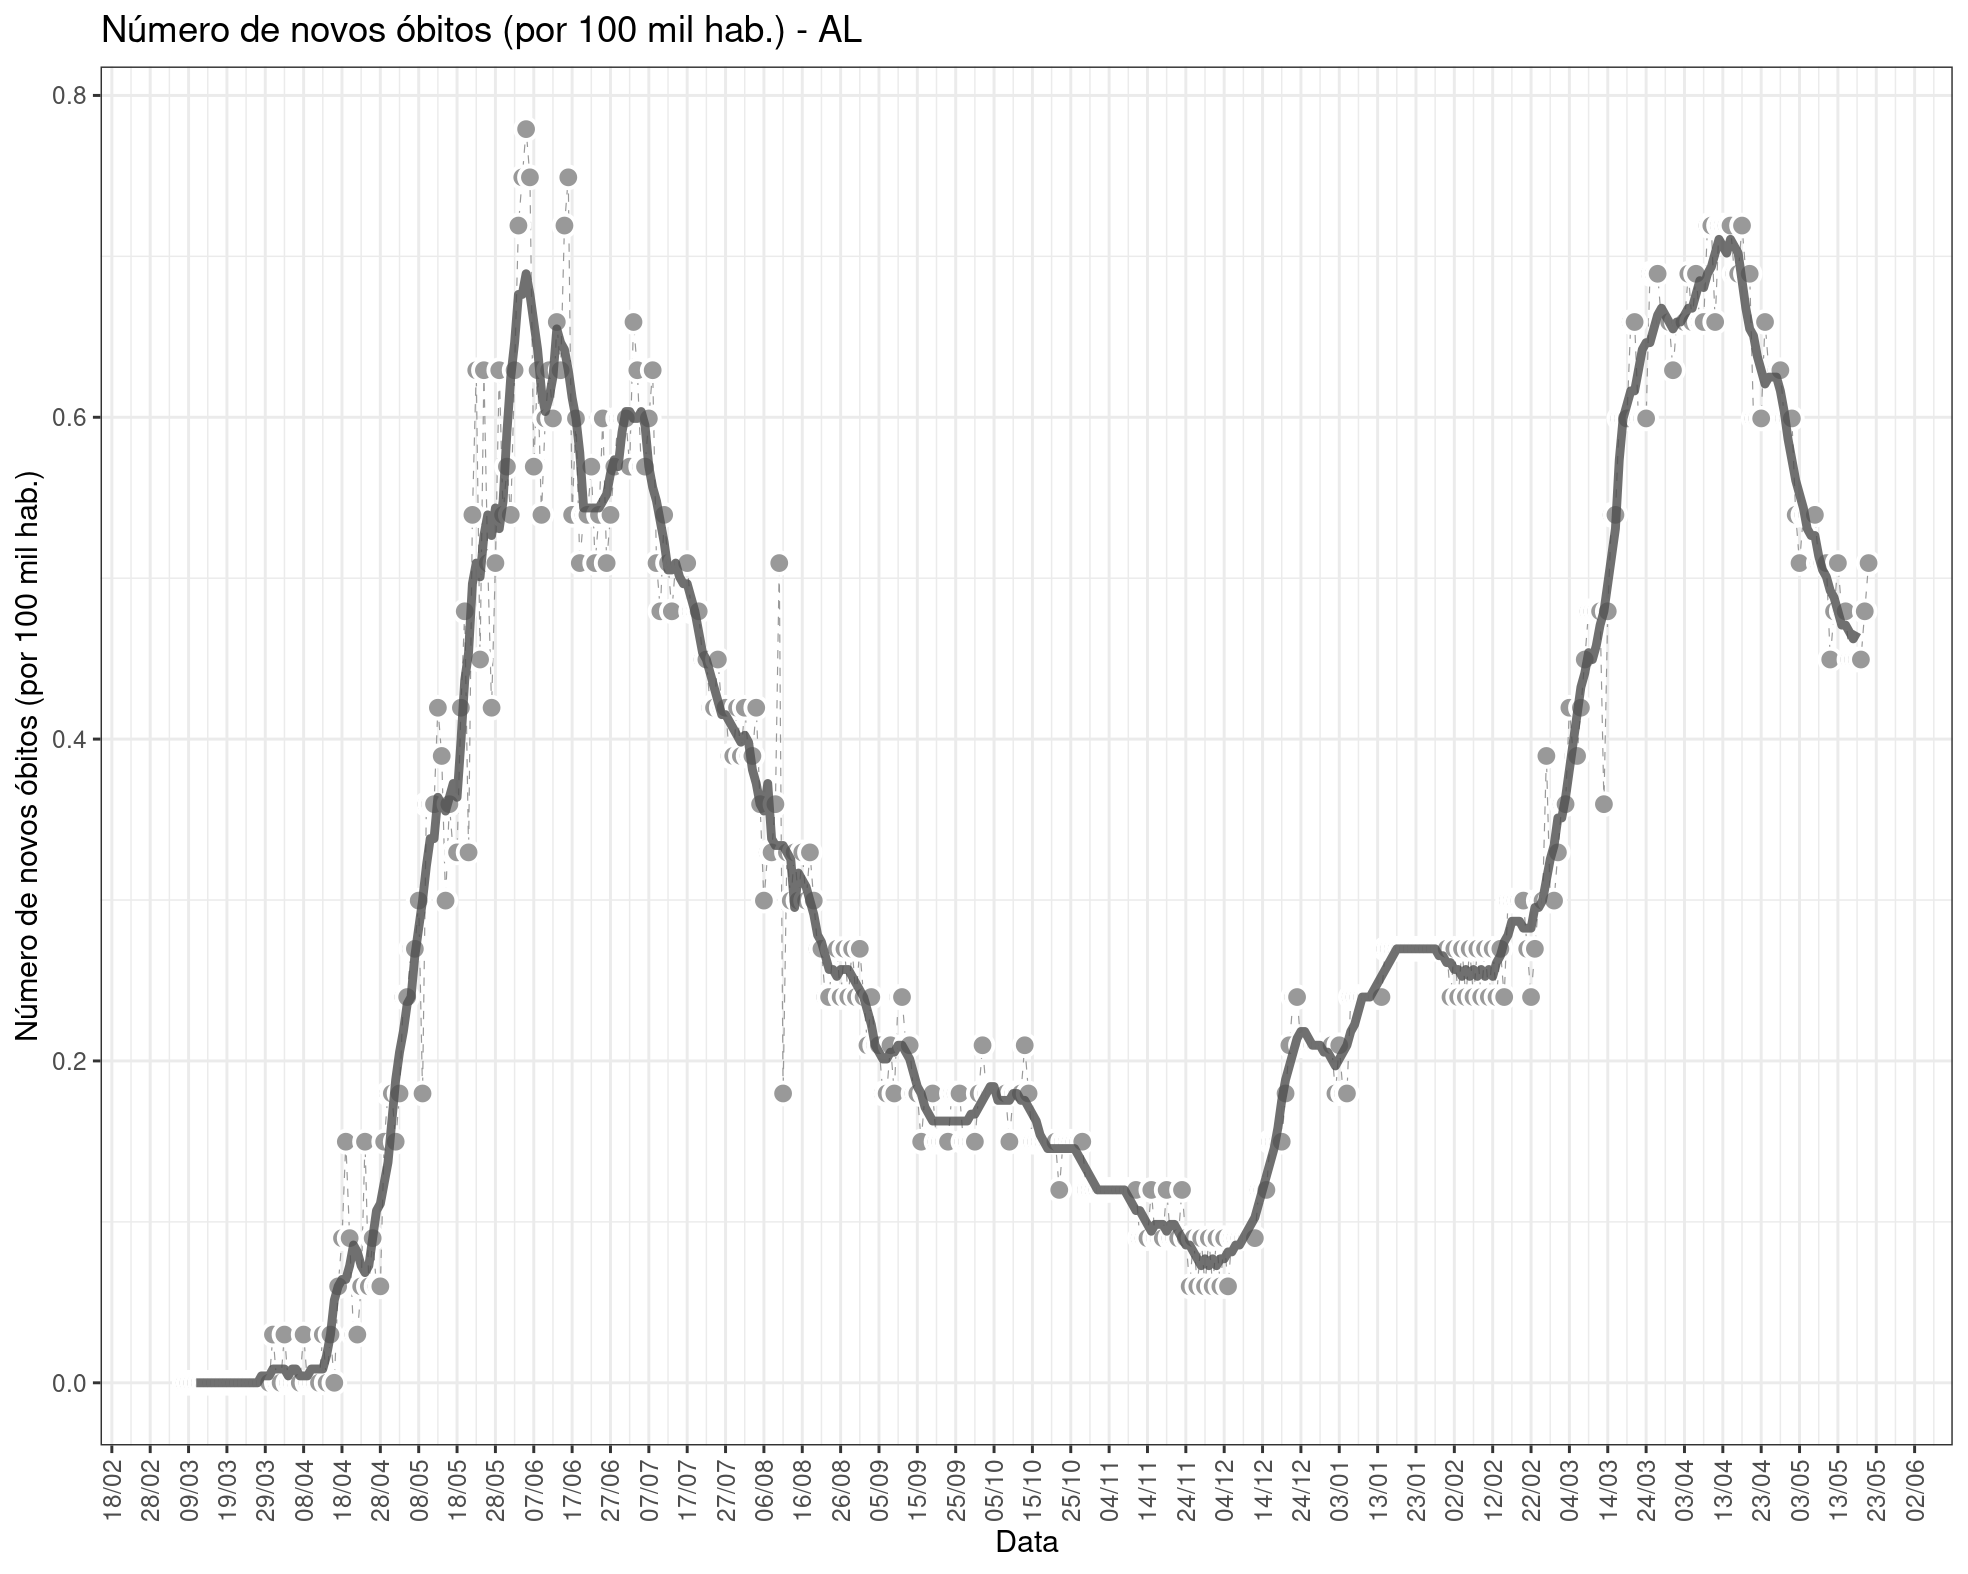 Número de novos óbitos (por 100 mil hab.) - AL
Número de novos óbitos (por 100 mil hab.)
0.8
0.6
0.4
0.2
0.0
18/02 28/02 09/03 19/03 29/03 08/04 18/04 28/04 08/05 18/05 28/05 07/06 17/06 27/06 07/07 17/07 27/07 06/08 16/08 26/08 05/09 15/09 25/09 05/10 15/10 25/10 04/11 14/11 24/11 04/12 14/12 24/12 03/01 13/01 23/01 02/02 12/02 22/02 04/03 14/03 24/03 03/04 13/04 23/04 03/05 13/05 23/05 02/06
Data